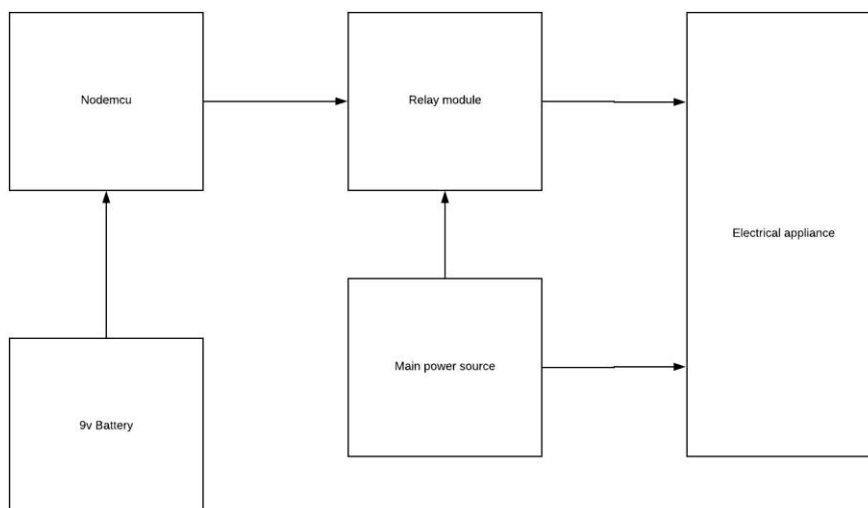 Nodemcu
Relay module
Electrical appliance
Main power source
9v Battery